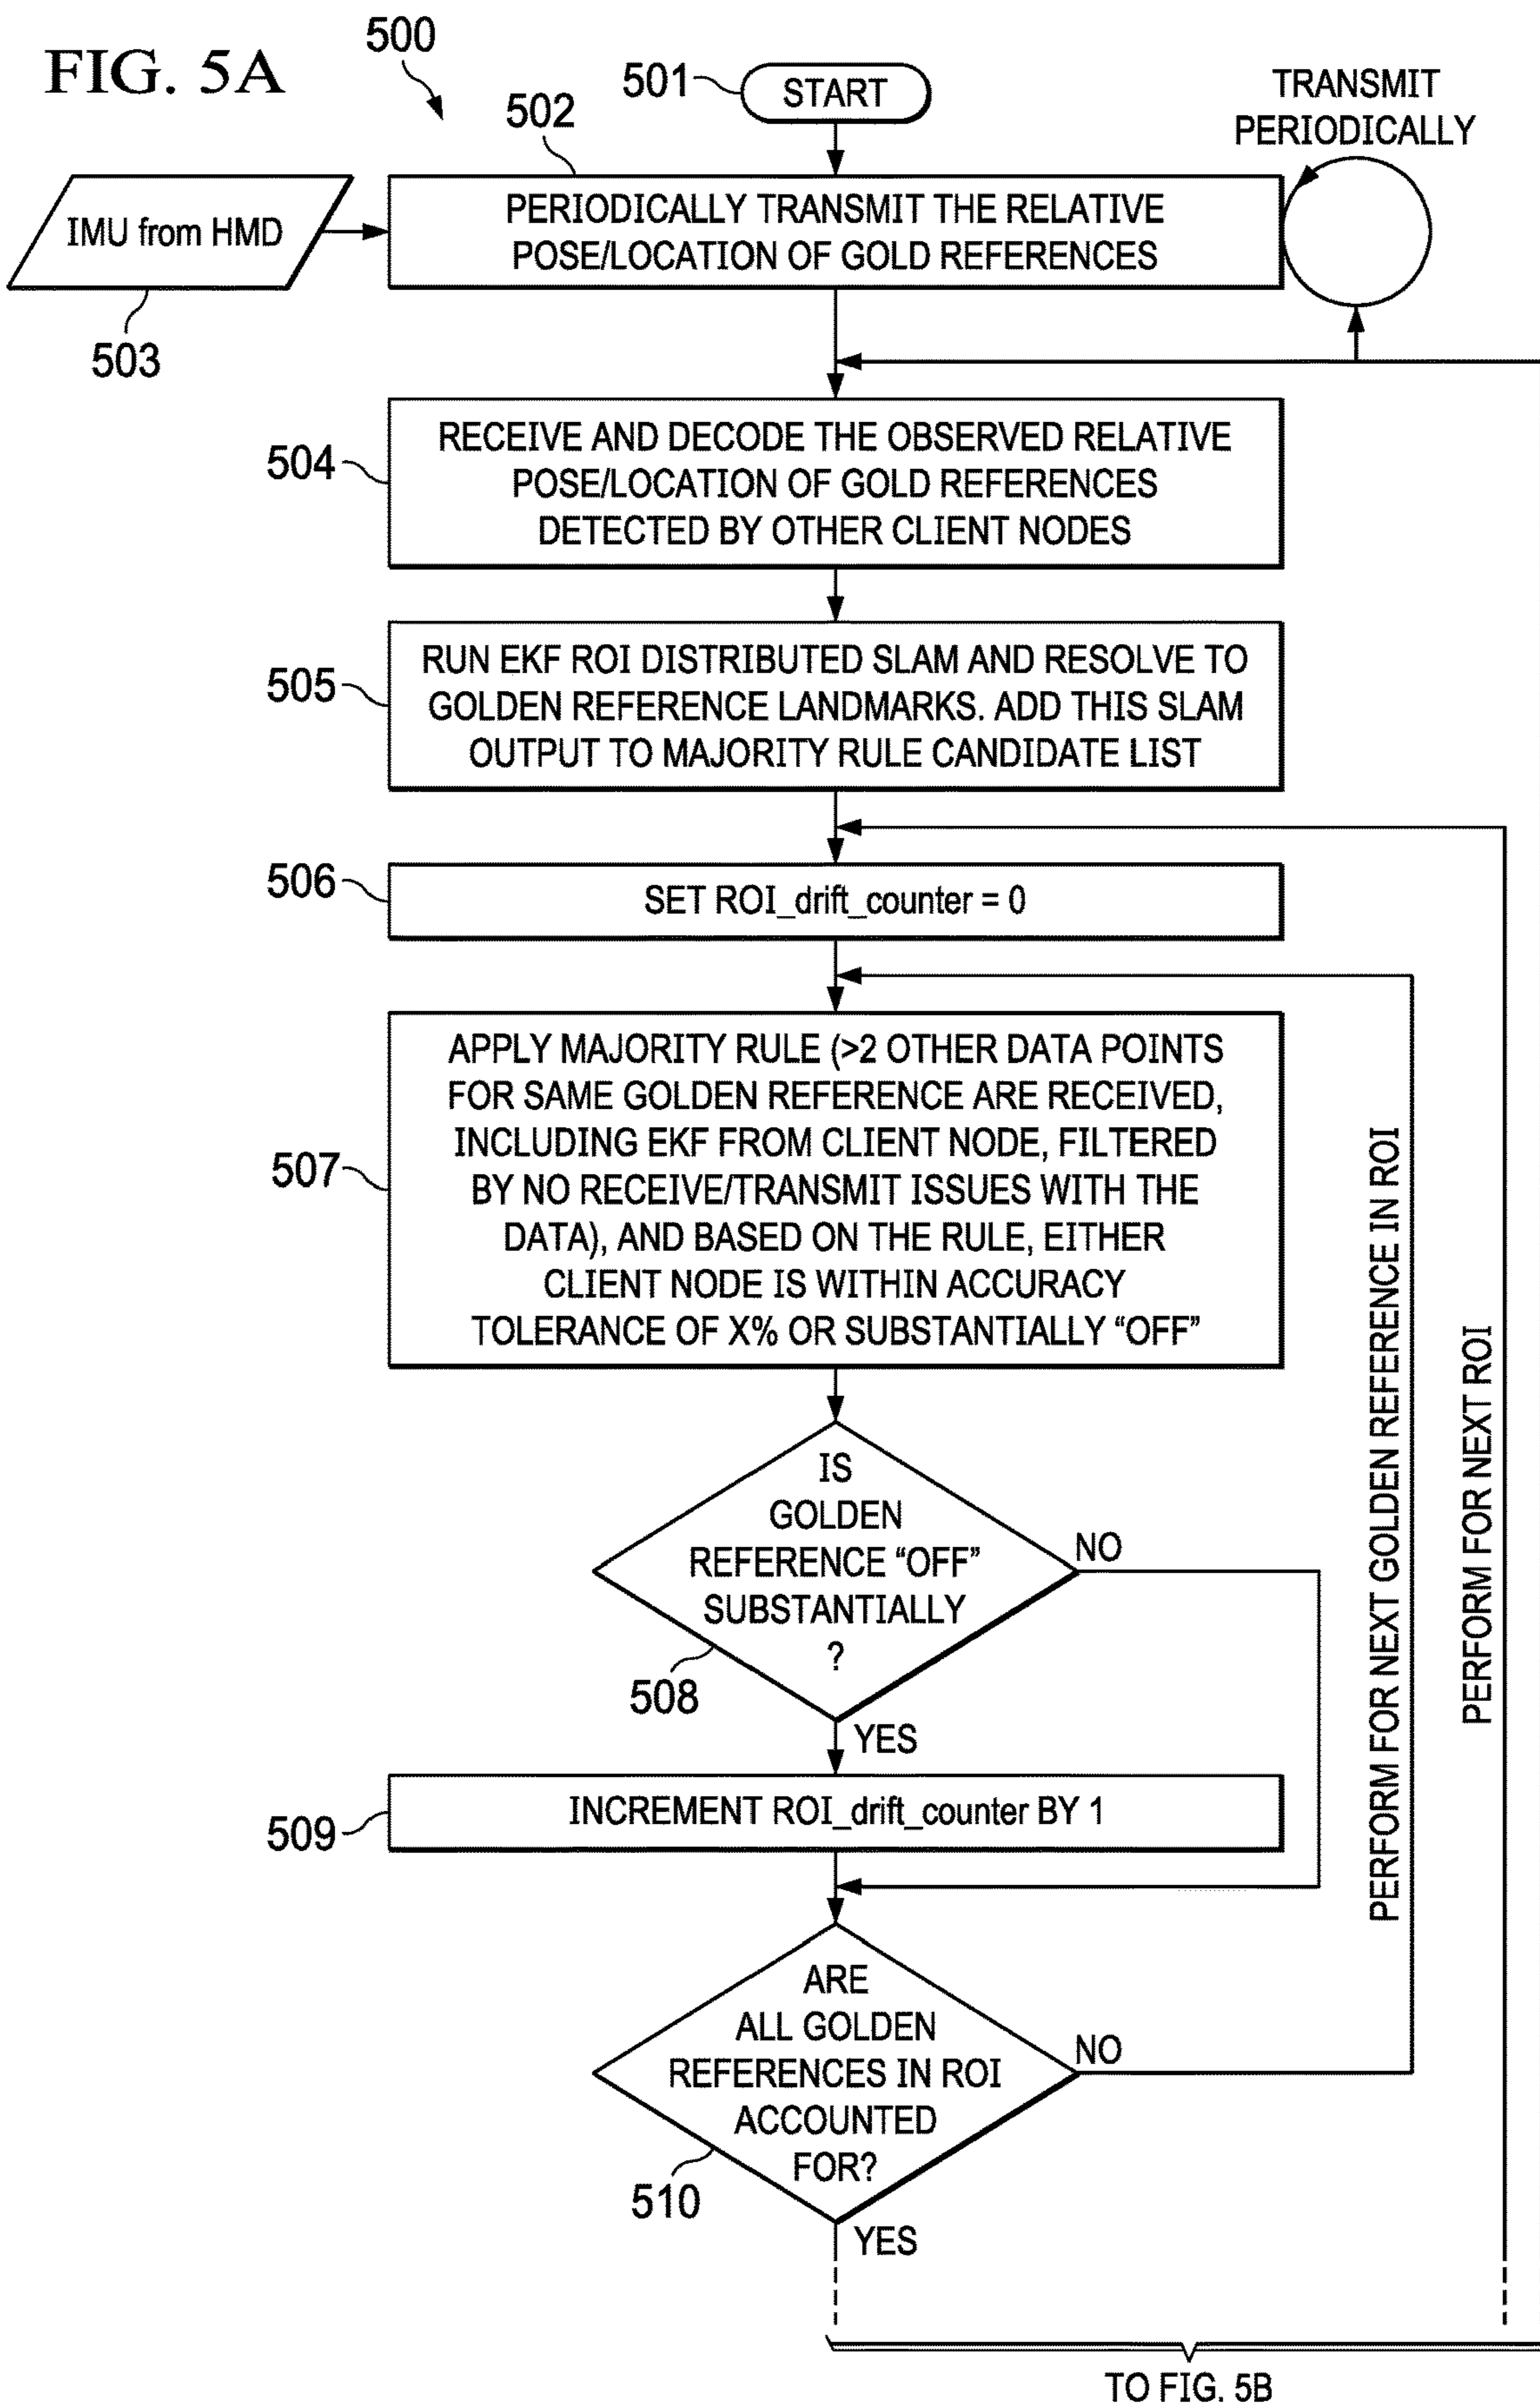 FIG. 5A
500
501
START
TRANSMIT
PERIODICALLY
502
PERIODICALLY TRANSMIT THE RELATIVE
POSE/LOCATION OF GOLD REFERENCES
IMU from HMD
503
504
RECEIVE AND DECODE THE OBSERVED RELATIVE
POSE/LOCATION OF GOLD REFERENCES
DETECTED BY OTHER CLIENT NODES
505
RUN EKF ROI DISTRIBUTED SLAM AND RESOLVE TO
GOLDEN REFERENCE LANDMARKS. ADD THIS SLAM
OUTPUT TO MAJORITY RULE CANDIDATE LIST
506
SET ROI_drift_counter = 0
507
APPLY MAJORITY RULE (>2 OTHER DATA POINTS
FOR SAME GOLDEN REFERENCE ARE RECEIVED,
INCLUDING EKF FROM CLIENT NODE, FILTERED
BY NO RECEIVE/TRANSMIT ISSUES WITH THE
DATA), AND BASED ON THE RULE, EITHER
CLIENT NODE IS WITHIN ACCURACY
TOLERANCE OF X% OR SUBSTANTIALLY “OFF”
IS
GOLDEN
REFERENCE “OFF”
SUBSTANTIALLY
?
NO
508
YES
509
INCREMENT ROI_drift_counter BY 1
ARE
ALL GOLDEN
REFERENCES IN ROI
ACCOUNTED
FOR?
NO
510
YES
PERFORM FOR NEXT GOLDEN REFERENCE IN ROI
PERFORM FOR NEXT ROI
TO FIG. 5B